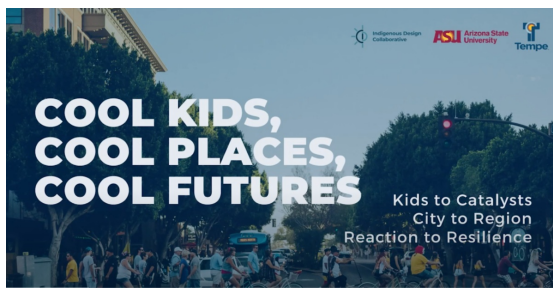 Indigenous Design
Collaborative
ASU Arizona State
University
Tempe
COOL KIDS,
COOL PLACES,
COOL FUTURES
Kids to Catalysts
City to Region
Reaction to Resilience